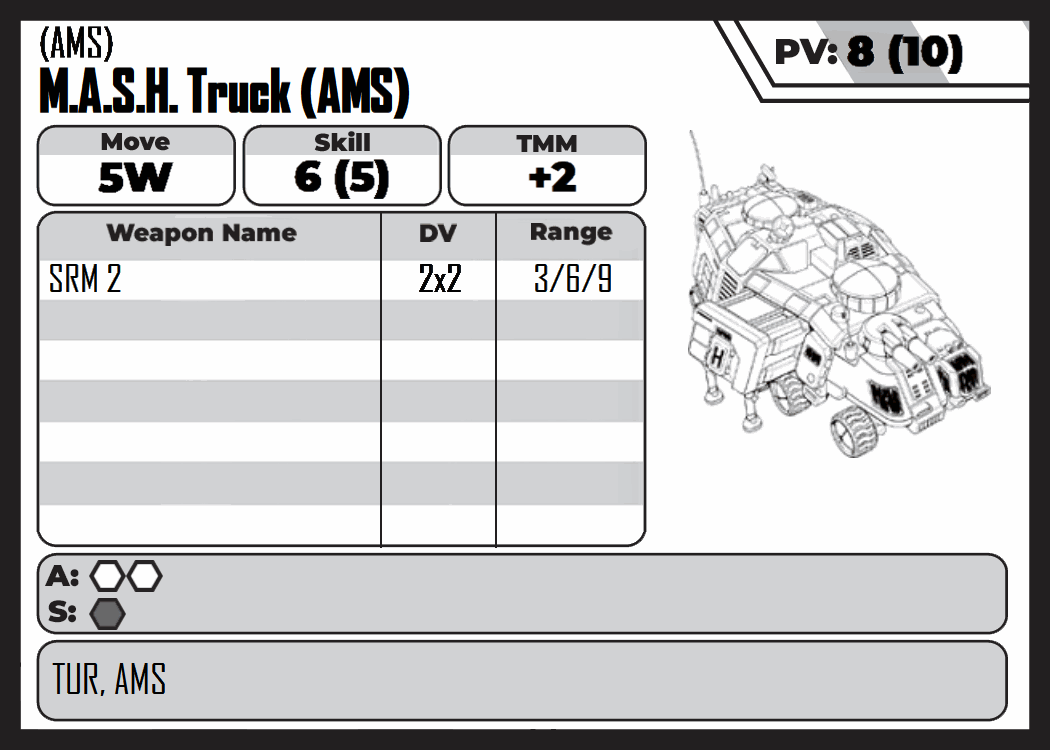 (AMS)
M.A.S.H. Truck (AMS)
PV: 8 (10)
Move Skill TMM
5W 6 (5) +2
Weapon Name DV Range
SRM 2 2x2 3/6/9
H
A:
S:
TUR, AMS